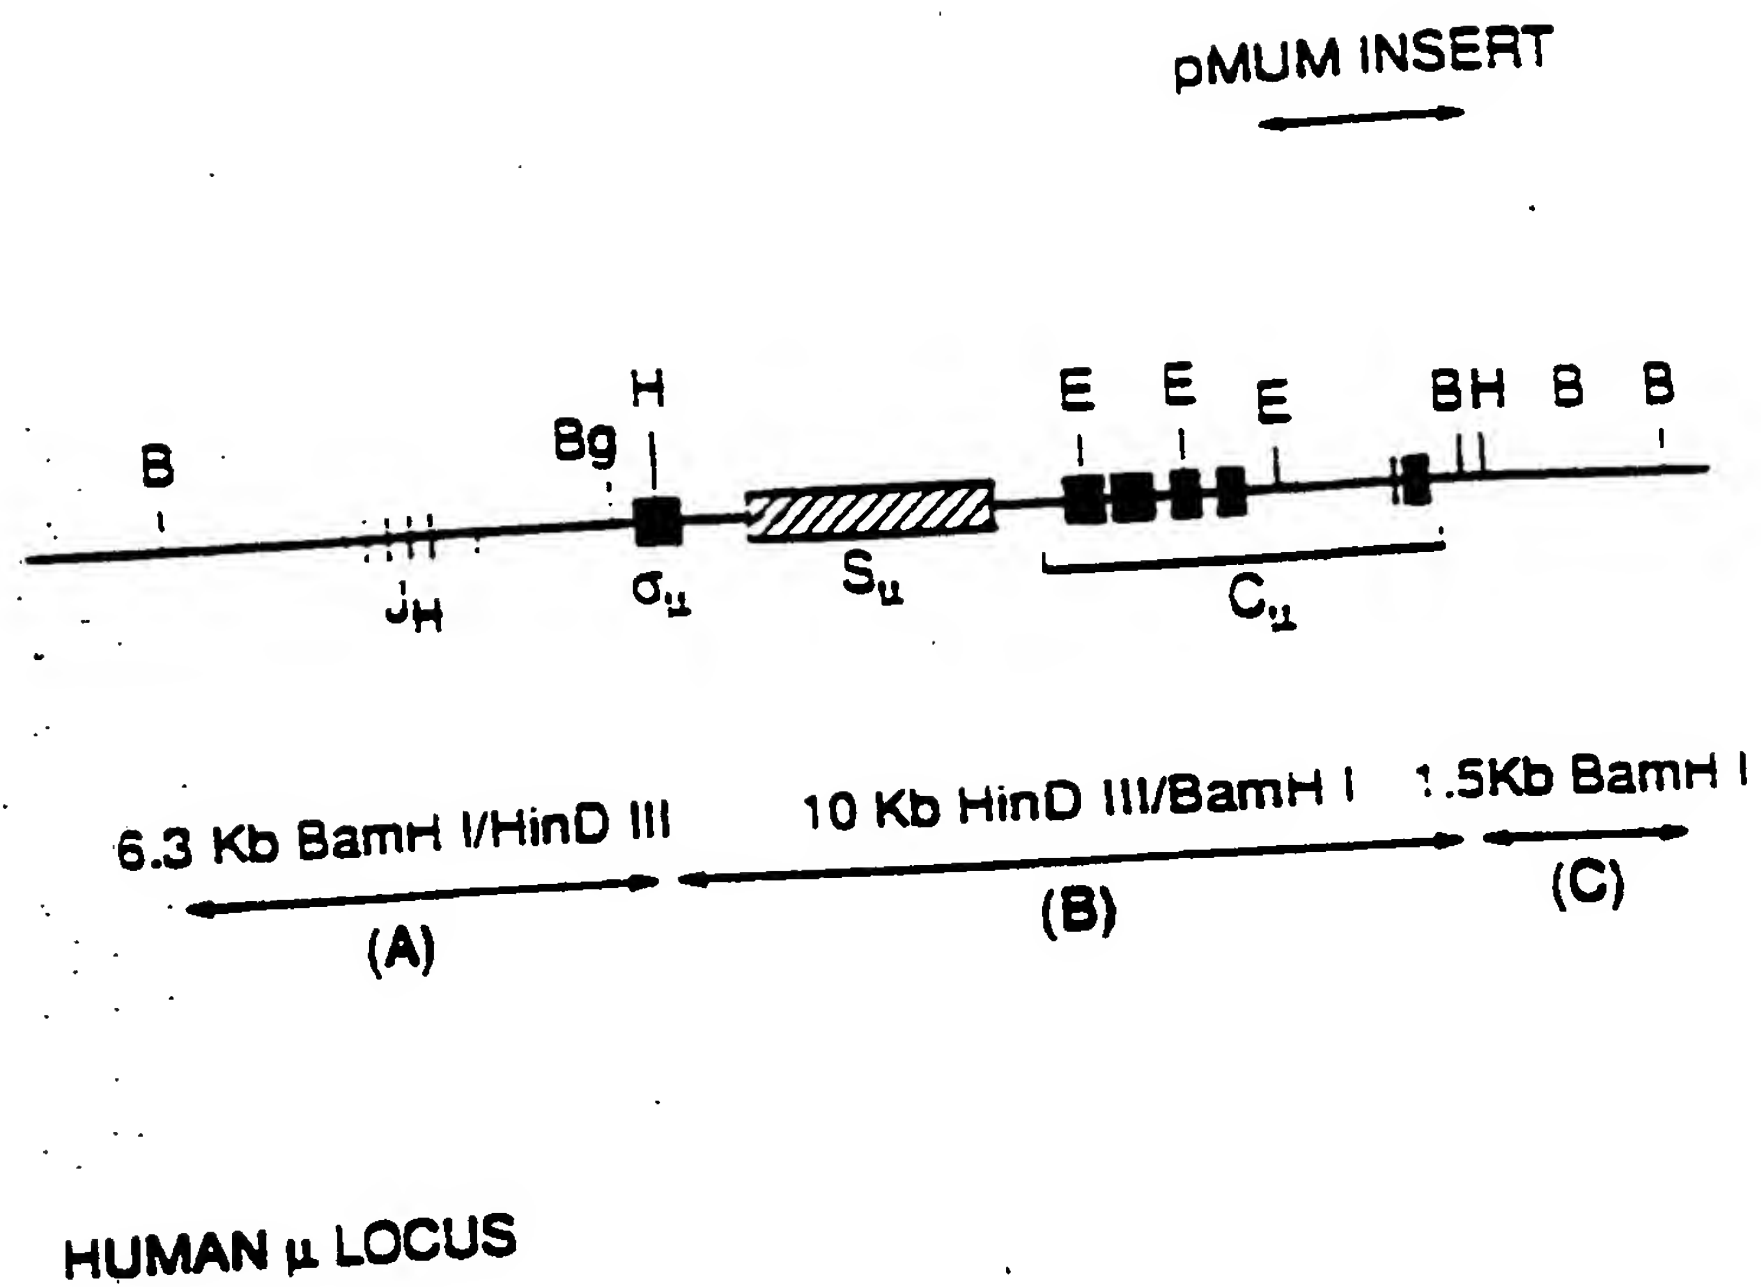 pMUM INSERT
B Bg H E E E B H B B
JH σμ Sμ Cμ
6.3 Kb BamH I/HinD III 10 Kb HinD III/BamH I 1.5Kb BamH I
(A) (B) (C)
HUMAN μ LOCUS